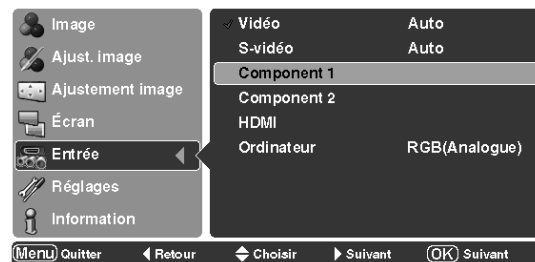 Image
Ajust. image
Ajustement image
Écran
Entrée
Réglages
Information
Vidéo Auto
S-vidéo Auto
Component 1
Component 2
HDMI
Ordinateur RGB(Analogue)
Menu Quitter Retour Choisir Suivant OK Suivant